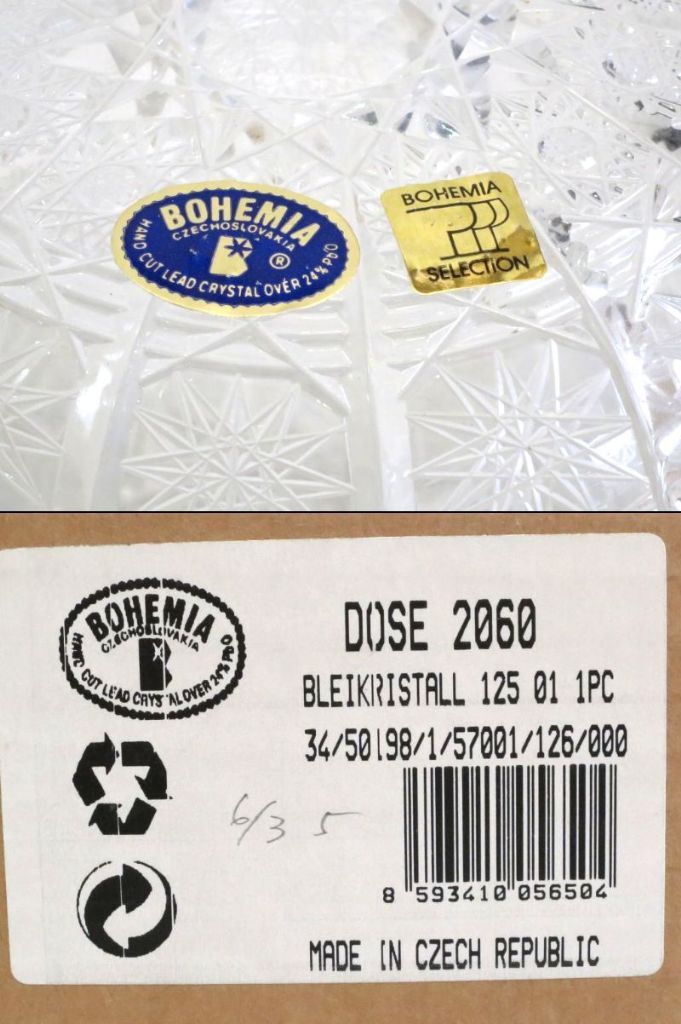 BOHEMIA
CZECHOSLOVAKIA
®
HAND CUT LEAD CRYSTAL OVER 24% PbO
BOHEMIA
SELECTION
BOHEMIA
CZECHOSLOVAKIA
HAND CUT LEAD CRYS AL OVER 24% PbO
DOSE 2060
BLEIKRISTALL 125 01 1PC
34/50198/1/57001/126/000
6/3 5
8 593410 056504
MADE IN CZECH REPUBLIC